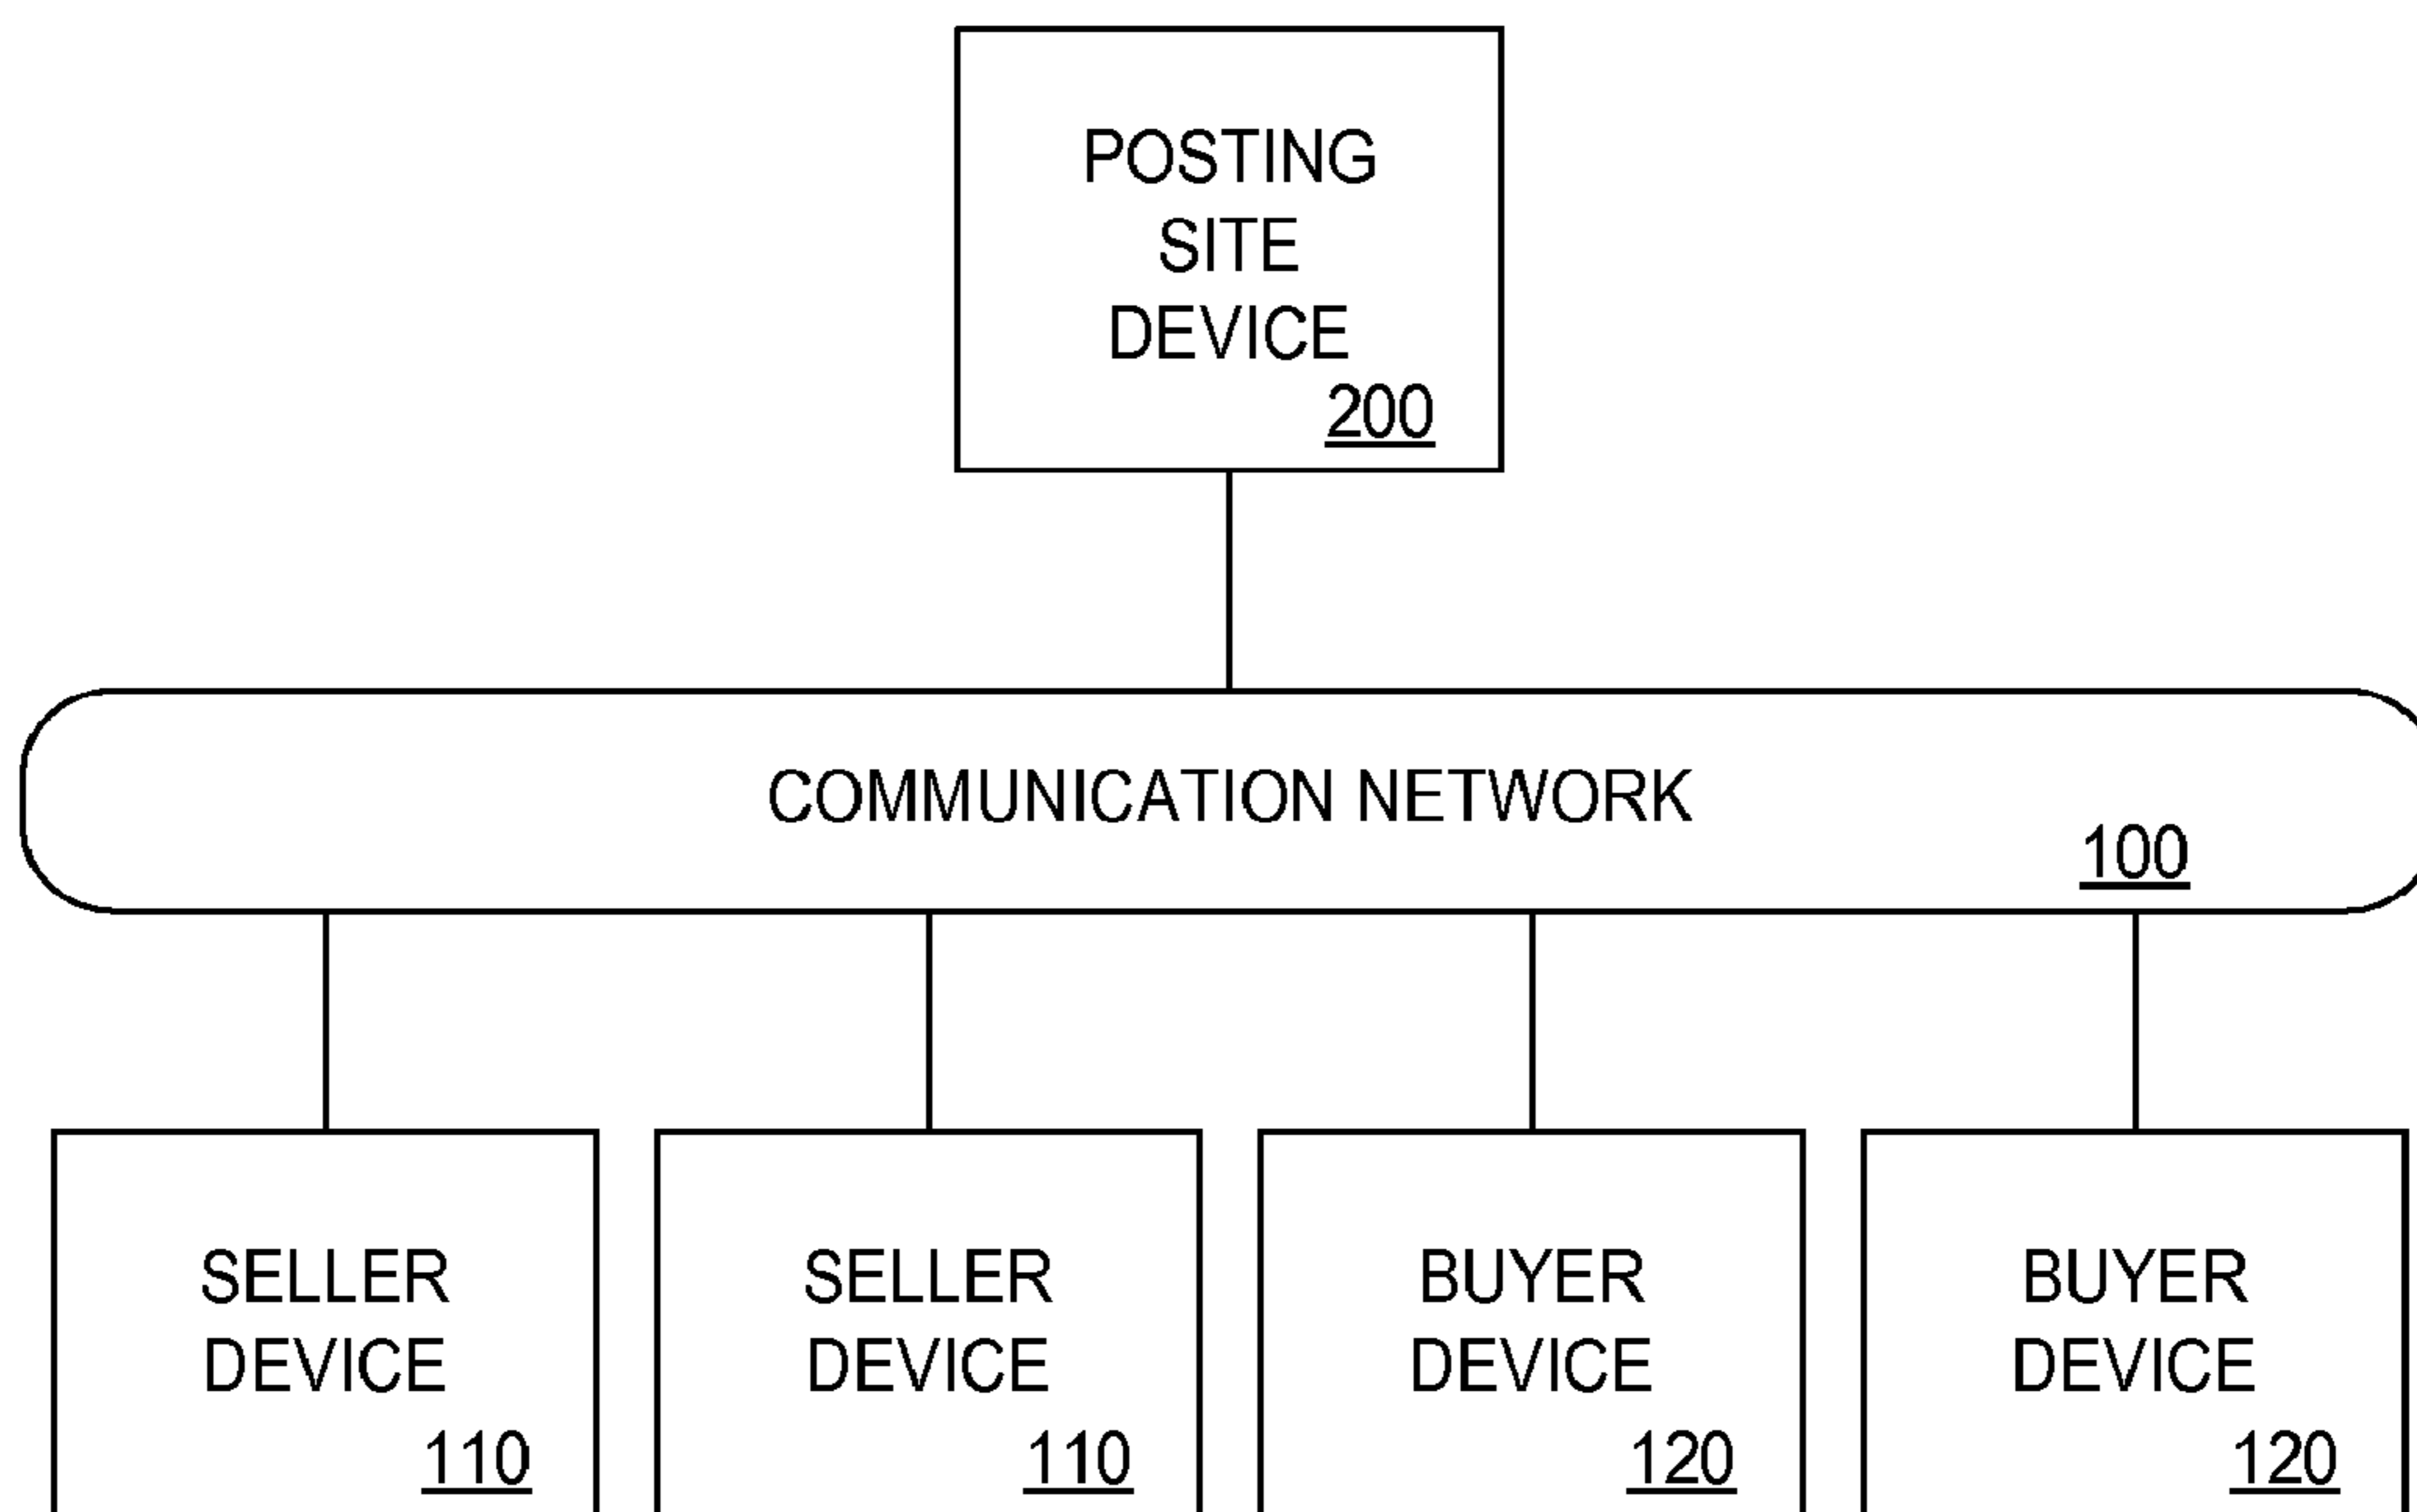 POSTING
SITE
DEVICE
200
COMMUNICATION NETWORK
100
SELLER
DEVICE
110
SELLER
DEVICE
110
BUYER
DEVICE
120
BUYER
DEVICE
120